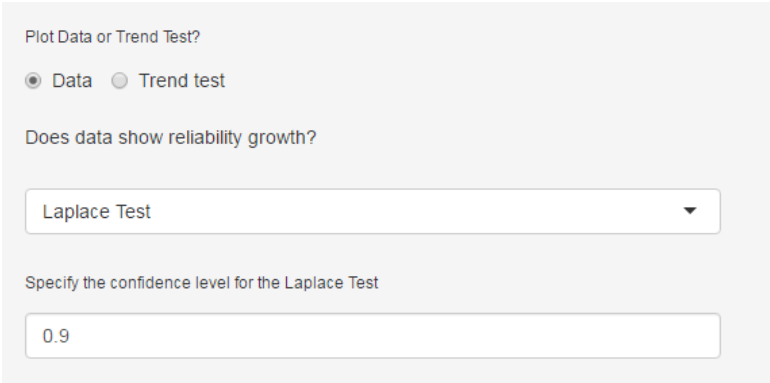 Plot Data or Trend Test?
Data Trend test
Does data show reliability growth?
Laplace Test
Specify the confidence level for the Laplace Test
0.9